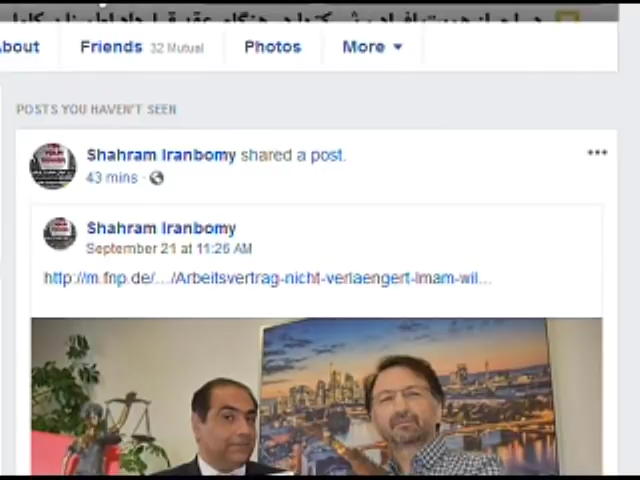 About
Friends 32 Mutual
Photos
More
POSTS YOU HAVEN'T SEEN
Shahram Iranbomy shared a post.
43 mins ·
Shahram Iranbomy
September 21 at 11:26 AM
http://m.fnp.de/.../Arbeitsvertrag-nicht-verlaengert-Imam-wil...